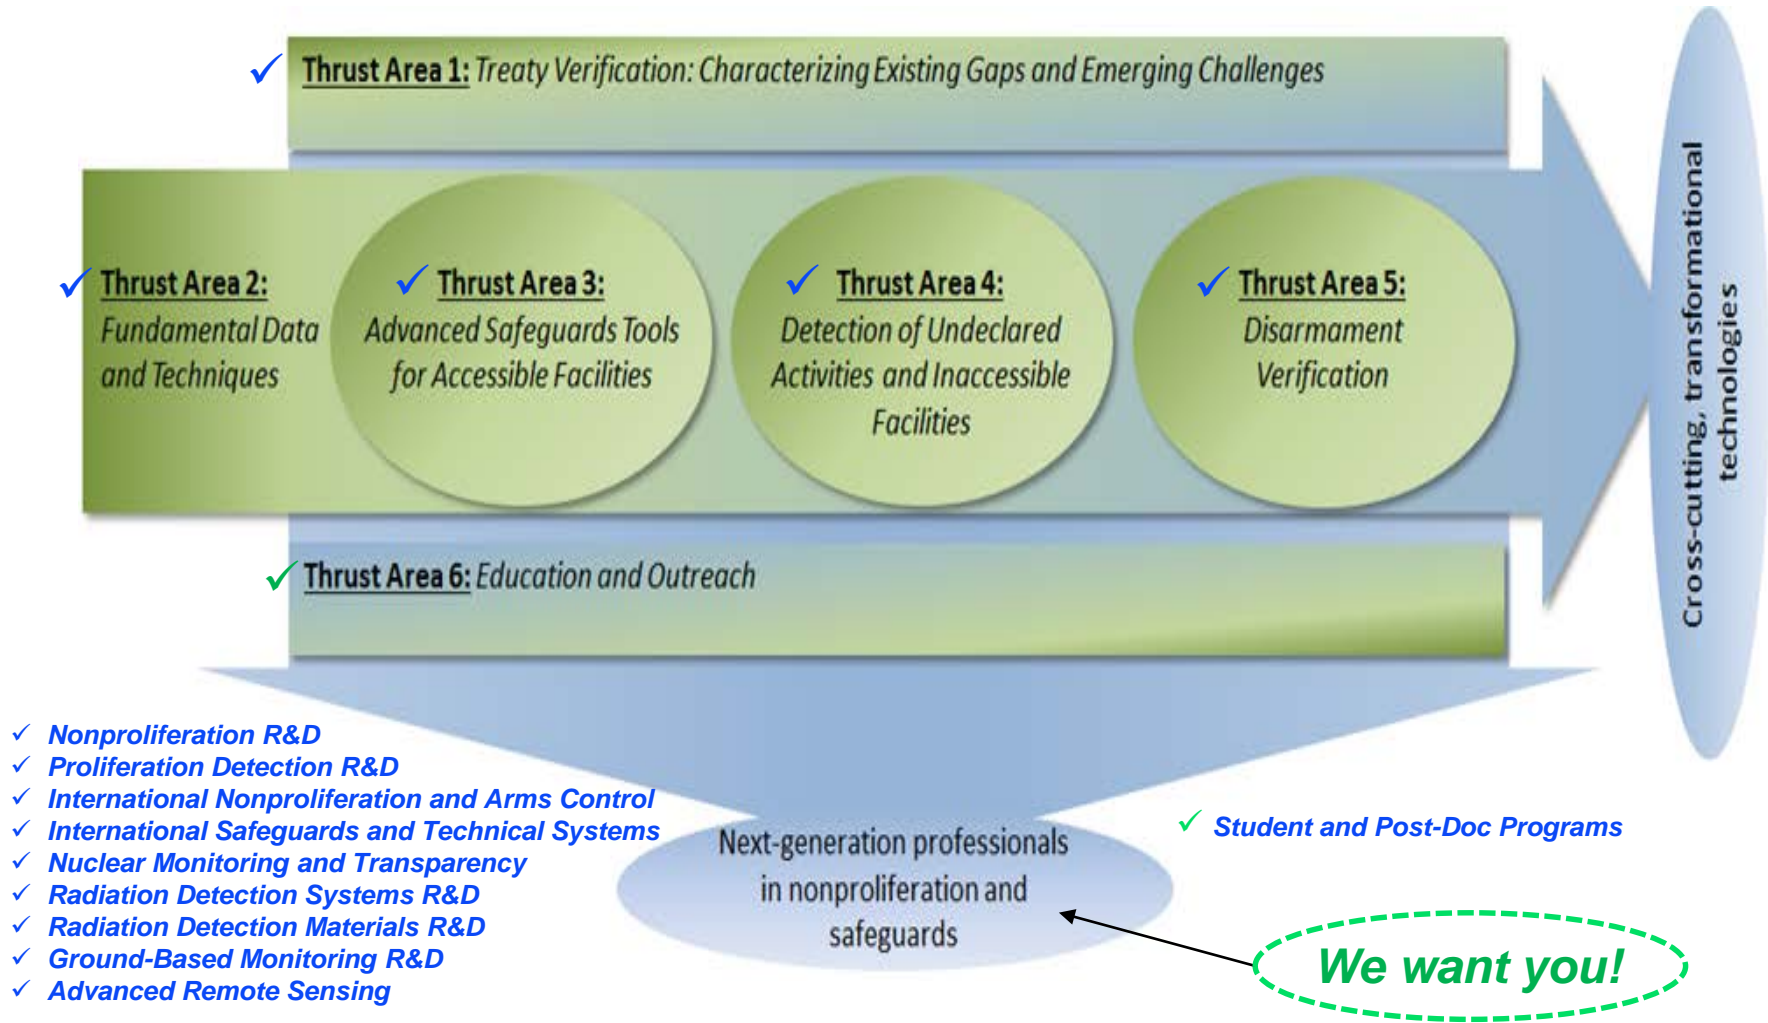 Thrust Area 1: Treaty Verification: Characterizing Existing Gaps and Emerging Challenges
Thrust Area 2:
Fundamental Data
and Techniques
Thrust Area 3:
Advanced Safeguards Tools
for Accessible Facilities
Thrust Area 4:
Detection of Undeclared
Activities and Inaccessible
Facilities
Thrust Area 5:
Disarmament
Verification
Cross-cutting, transformational
technologies
Thrust Area 6: Education and Outreach
✓ Nonproliferation R&D
✓ Proliferation Detection R&D
✓ International Nonproliferation and Arms Control
✓ International Safeguards and Technical Systems
✓ Nuclear Monitoring and Transparency
✓ Radiation Detection Systems R&D
✓ Radiation Detection Materials R&D
✓ Ground-Based Monitoring R&D
✓ Advanced Remote Sensing
Next-generation professionals
in nonproliferation and
safeguards
✓ Student and Post-Doc Programs
We want you!